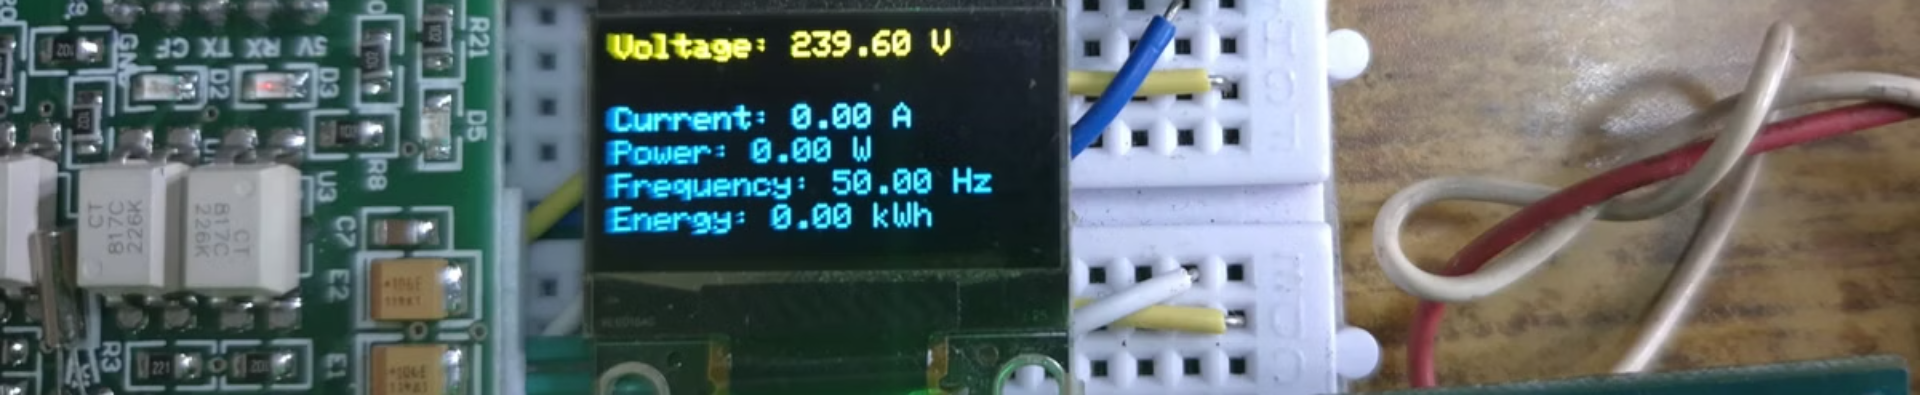 Voltage: 239.60 V
Current: 0.00 A
Power: 0.00 W
Frequency: 50.00 Hz
Energy: 0.00 kWh
5V RX TX CF
GND
D2
D3
R21
D5
R8
U3
C7
E2
E1
R3
CT
817C
226K
CT
817C
226K
221